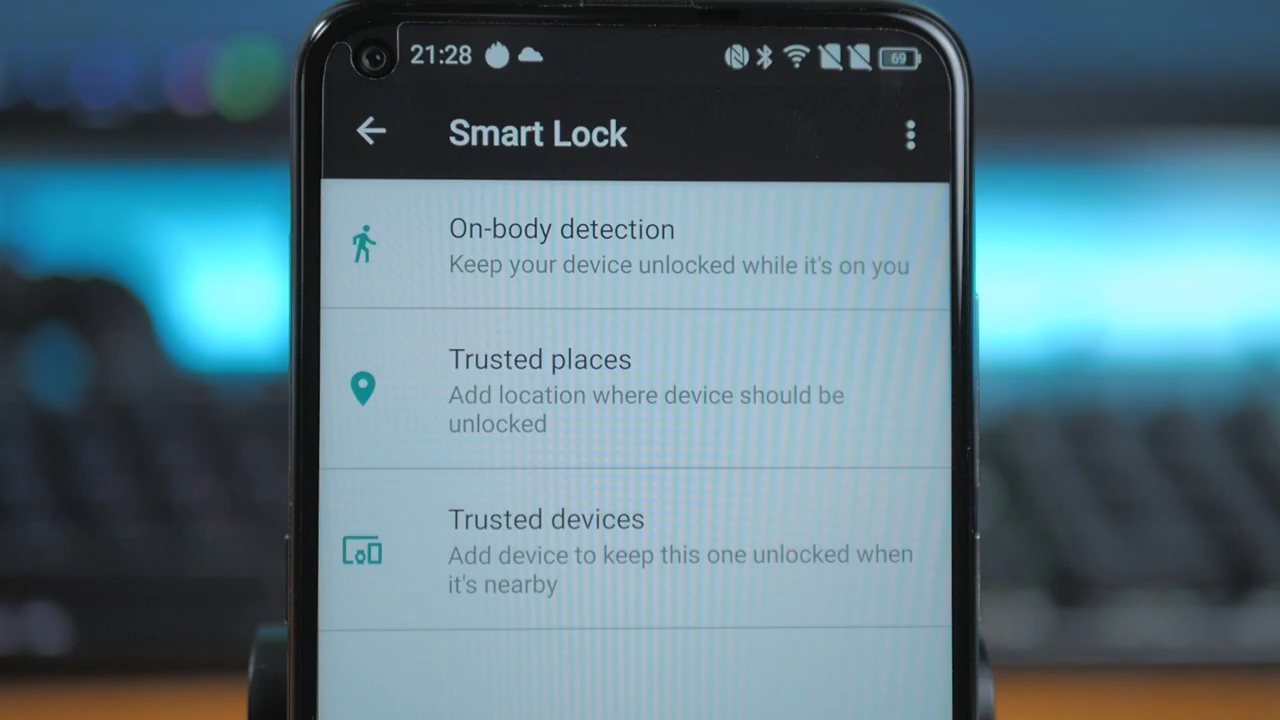 21:28
69
Smart Lock
On-body detection
Keep your device unlocked while it's on you
Trusted places
Add location where device should be
unlocked
Trusted devices
Add device to keep this one unlocked when
it's nearby